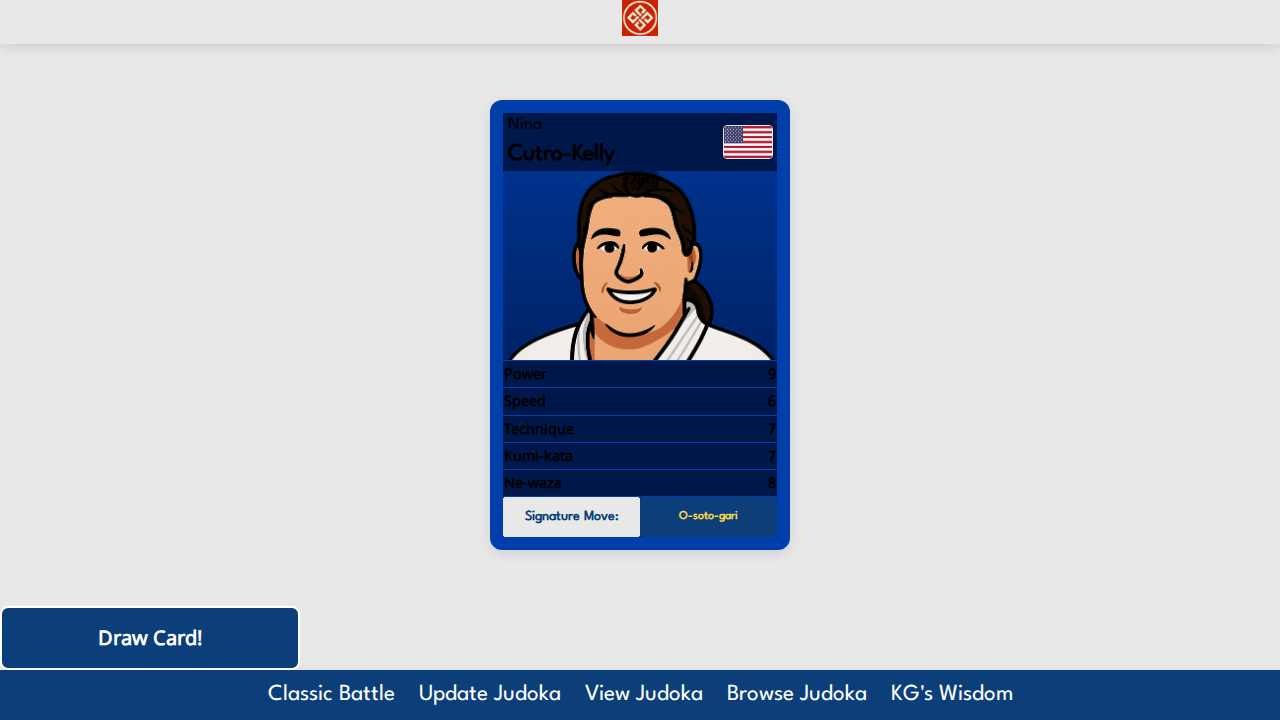 Nina
Cutro-Kelly
Power 9
Speed 6
Technique 7
Kumi-kata 7
Ne-waza 8
Signature Move: O-soto-gari
Draw Card!
Classic Battle Update Judoka View Judoka Browse Judoka KG's Wisdom